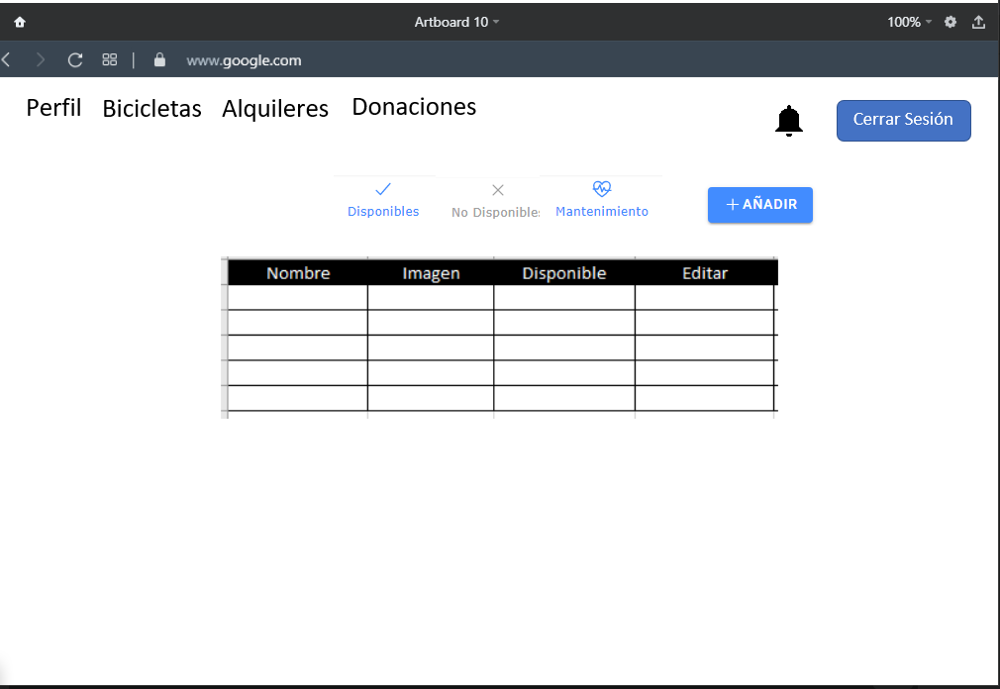 Artboard 10
100%
www.google.com
Perfil Bicicletas Alquileres Donaciones
Cerrar Sesión
Disponibles No Disponible Mantenimiento
+ AÑADIR
Nombre Imagen Disponible Editar